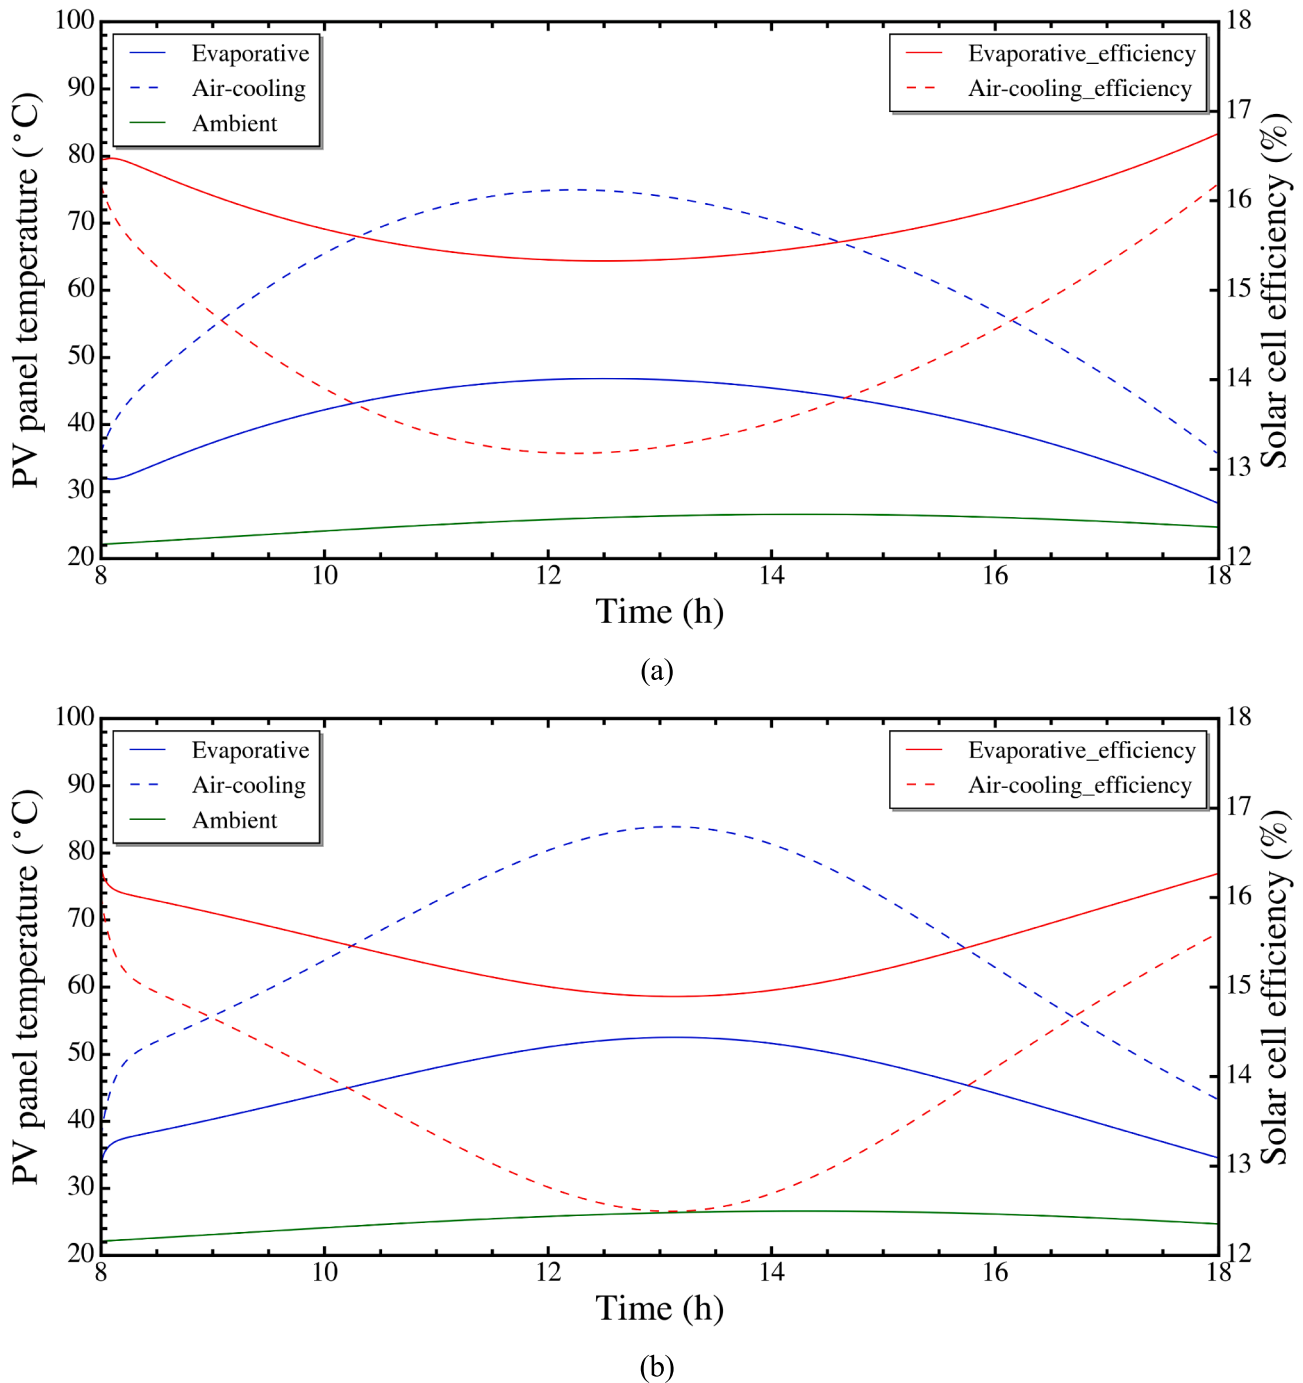 100
90
80
70
60
50
40
30
20
PV panel temperature (°C)
Evaporative
Air-cooling
Ambient
Evaporative_efficiency
Air-cooling_efficiency
18
17
16
15
14
13
12
Solar cell efficiency (%)
8 10 12 14 16 18
Time (h)
(a)
100
90
80
70
60
50
40
30
20
PV panel temperature (°C)
Evaporative
Air-cooling
Ambient
Evaporative_efficiency
Air-cooling_efficiency
18
17
16
15
14
13
12
Solar cell efficiency (%)
8 10 12 14 16 18
Time (h)
(b)